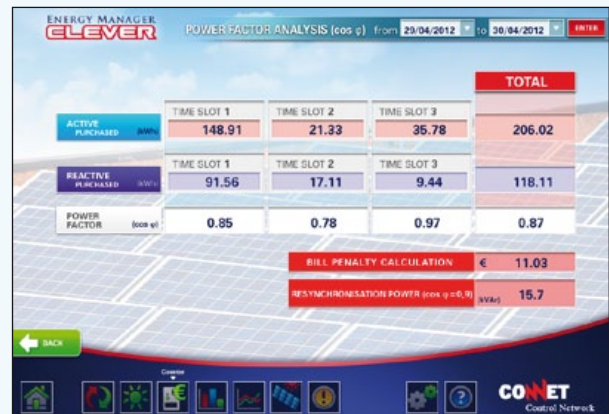 ENERGY MANAGER
CLEVER
POWER FACTOR ANALYSIS (cos φ) from 29/04/2012 to 30/04/2012 ENTER
TOTAL
TIME SLOT 1 TIME SLOT 2 TIME SLOT 3
ACTIVE PURCHASED (kWh) 148.91 21.33 35.78 206.02
TIME SLOT 1 TIME SLOT 2 TIME SLOT 3
REACTIVE PURCHASED 91.56 17.11 9.44 118.11
POWER FACTOR (cos φ) 0.85 0.78 0.97 0.87
BILL PENALTY CALCULATION € 11.03
RESYNCHRONISATION POWER (cos φ=0,9) (kVAr) 15.7
BACK
CONNET
Control Network